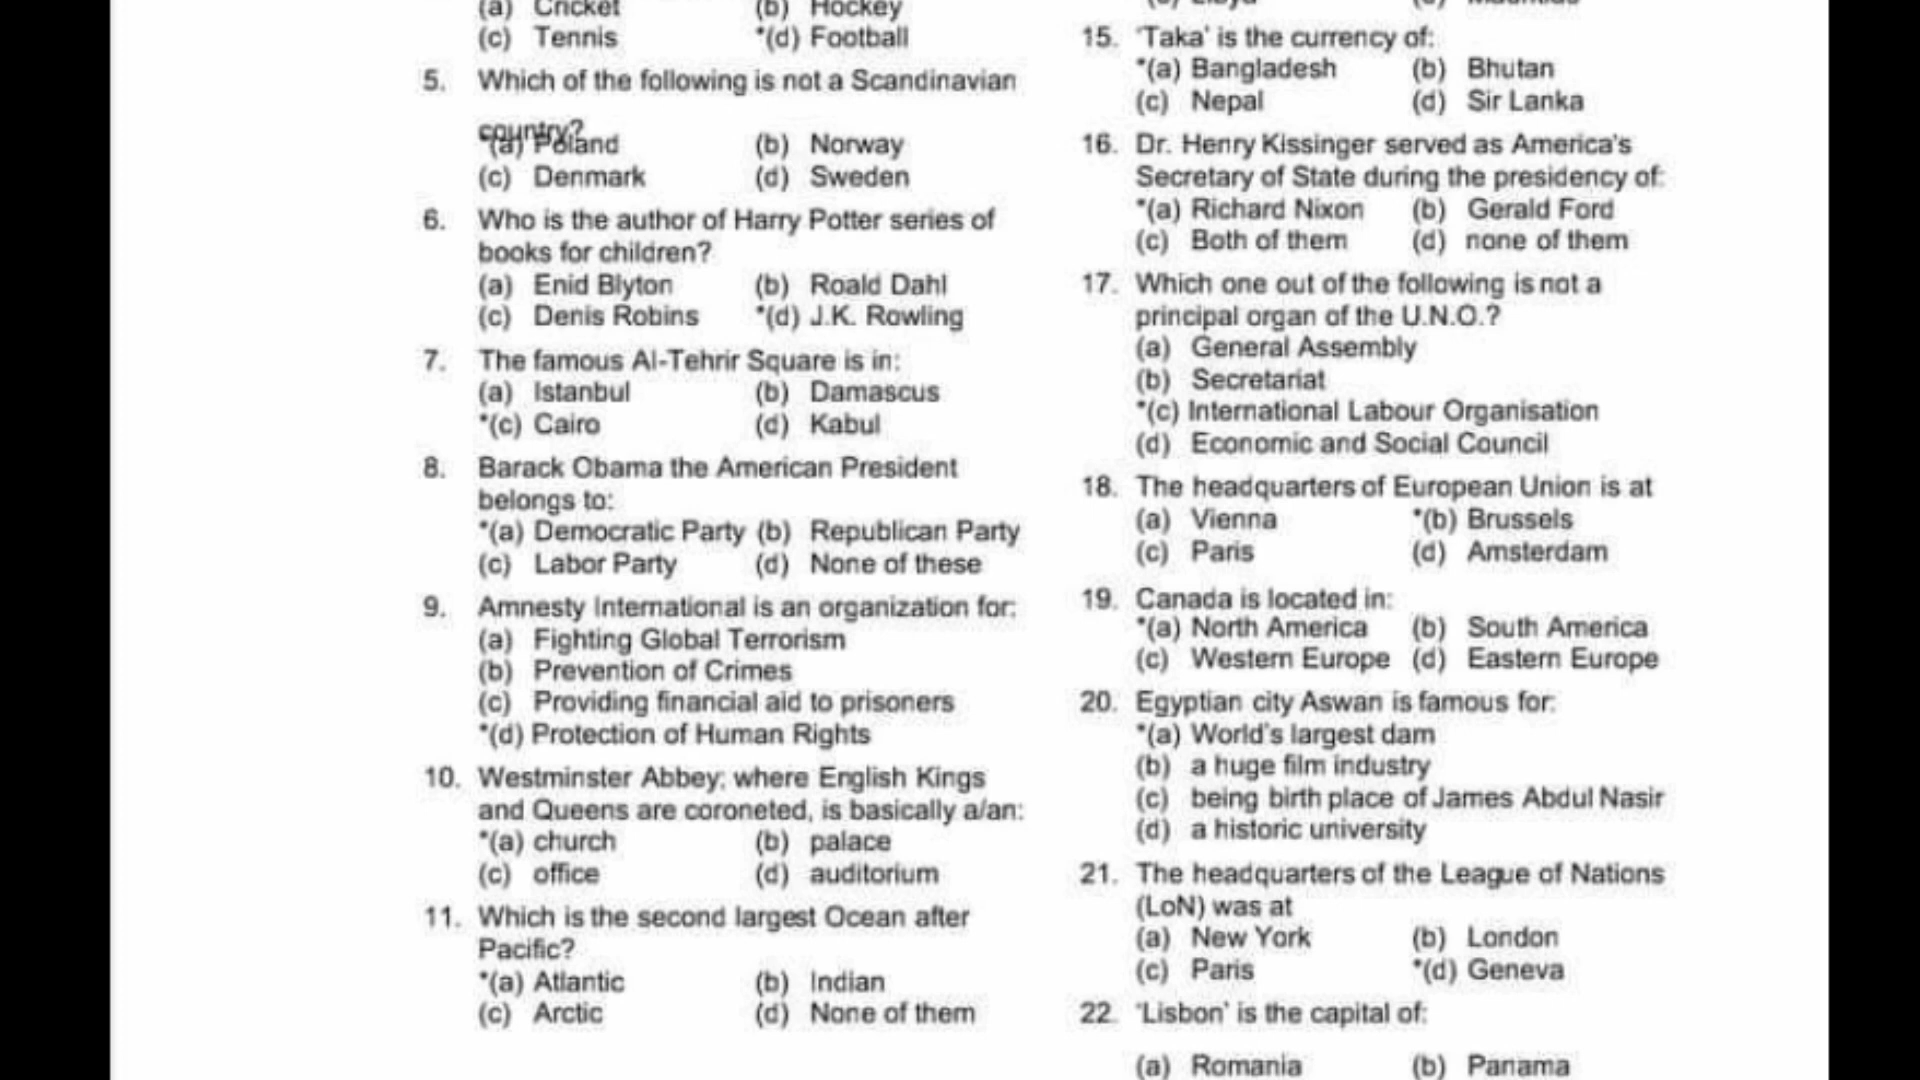 (a) Cricket (b) Hockey
(c) Tennis *(d) Football
5. Which of the following is not a Scandinavian
country?
*(a) Poland (b) Norway
(c) Denmark (d) Sweden
6. Who is the author of Harry Potter series of
books for children?
(a) Enid Blyton (b) Roald Dahl
(c) Denis Robins *(d) J.K. Rowling
7. The famous Al-Tehrir Square is in:
(a) Istanbul (b) Damascus
*(c) Cairo (d) Kabul
8. Barack Obama the American President
belongs to:
*(a) Democratic Party (b) Republican Party
(c) Labor Party (d) None of these
9. Amnesty International is an organization for:
(a) Fighting Global Terrorism
(b) Prevention of Crimes
(c) Providing financial aid to prisoners
*(d) Protection of Human Rights
10. Westminster Abbey; where English Kings
and Queens are coroneted, is basically a/an:
*(a) church (b) palace
(c) office (d) auditorium
11. Which is the second largest Ocean after
Pacific?
*(a) Atlantic (b) Indian
(c) Arctic (d) None of them
15. 'Taka' is the currency of:
*(a) Bangladesh (b) Bhutan
(c) Nepal (d) Sir Lanka
16. Dr. Henry Kissinger served as America's
Secretary of State during the presidency of:
*(a) Richard Nixon (b) Gerald Ford
(c) Both of them (d) none of them
17. Which one out of the following is not a
principal organ of the U.N.O.?
(a) General Assembly
(b) Secretariat
*(c) International Labour Organisation
(d) Economic and Social Council
18. The headquarters of European Union is at
(a) Vienna *(b) Brussels
(c) Paris (d) Amsterdam
19. Canada is located in:
*(a) North America (b) South America
(c) Western Europe (d) Eastern Europe
20. Egyptian city Aswan is famous for:
*(a) World's largest dam
(b) a huge film industry
(c) being birth place of James Abdul Nasir
(d) a historic university
21. The headquarters of the League of Nations
(LoN) was at
(a) New York (b) London
(c) Paris *(d) Geneva
22. 'Lisbon' is the capital of:
(a) Romania (b) Panama